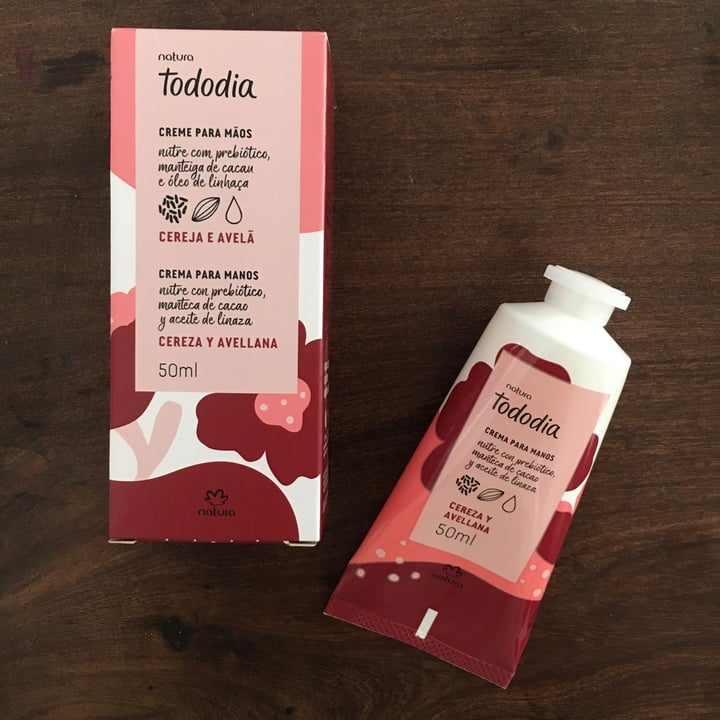 natura
Tododia
CREME PARA MÃOS
nutre com prebiótico,
manteiga de cacau
e óleo de linhaça
CEREJA E AVELÃ
CREMA PARA MANOS
nutre con prebiótico,
manteca de cacao
y aceite de linaza
CEREZA Y AVELLANA
50ml
natura
natura
Tododia
CREMA PARA MANOS
nutre con prebiótico,
manteca de cacao
y aceite de linaza
CEREZA Y
AVELLANA
50ml
natura